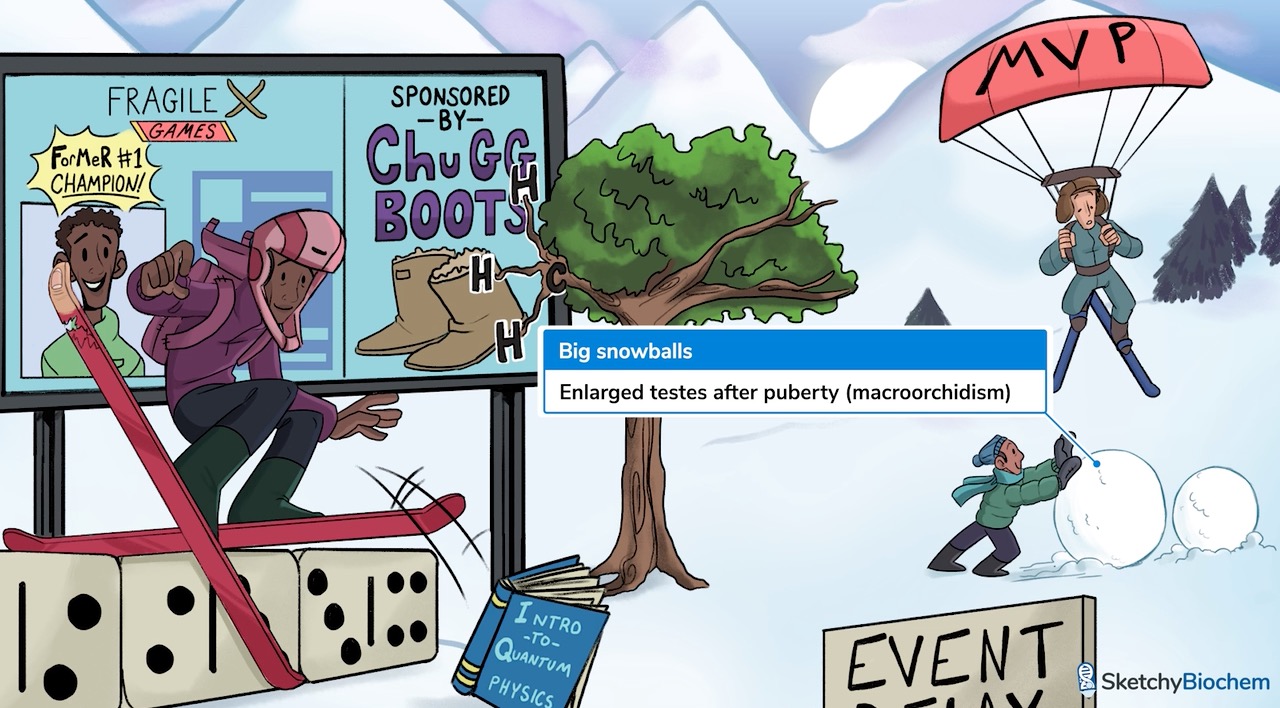 FRAGILE X
GAMES
ForMeR #1
CHAMPION!
SPONSORED
-BY-
ChuGG
BOOTS
H
H
C
H
MVP
Big snowballs
Enlarged testes after puberty (macroorchidism)
INTRO
-TO-
QUANTUM
PHYSICS
EVENT
DELAY
SketchyBiochem